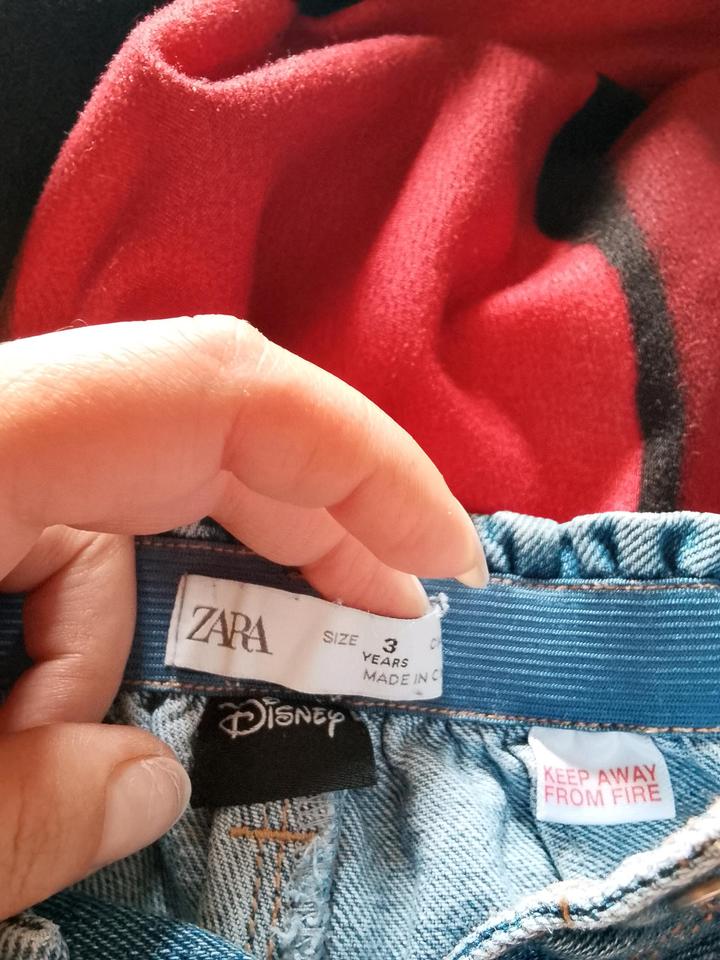 ZARA
SIZE 3
YEARS
MADE IN C
Disney
KEEP AWAY
FROM FIRE